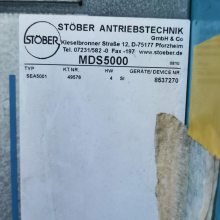 STÖBER ANTRIEBSTECHNIK
GmbH & Co
STÖBER
Kieselbronner Straße 12, D-75177 Pforzheim
Tel. 07231/582 -0 Fax -197 www.stoeber.de
MDS5000
TYP KT.NR. HW GERÄTE/ DEVICE NR
SEA5001 49576 4 SI 8537270